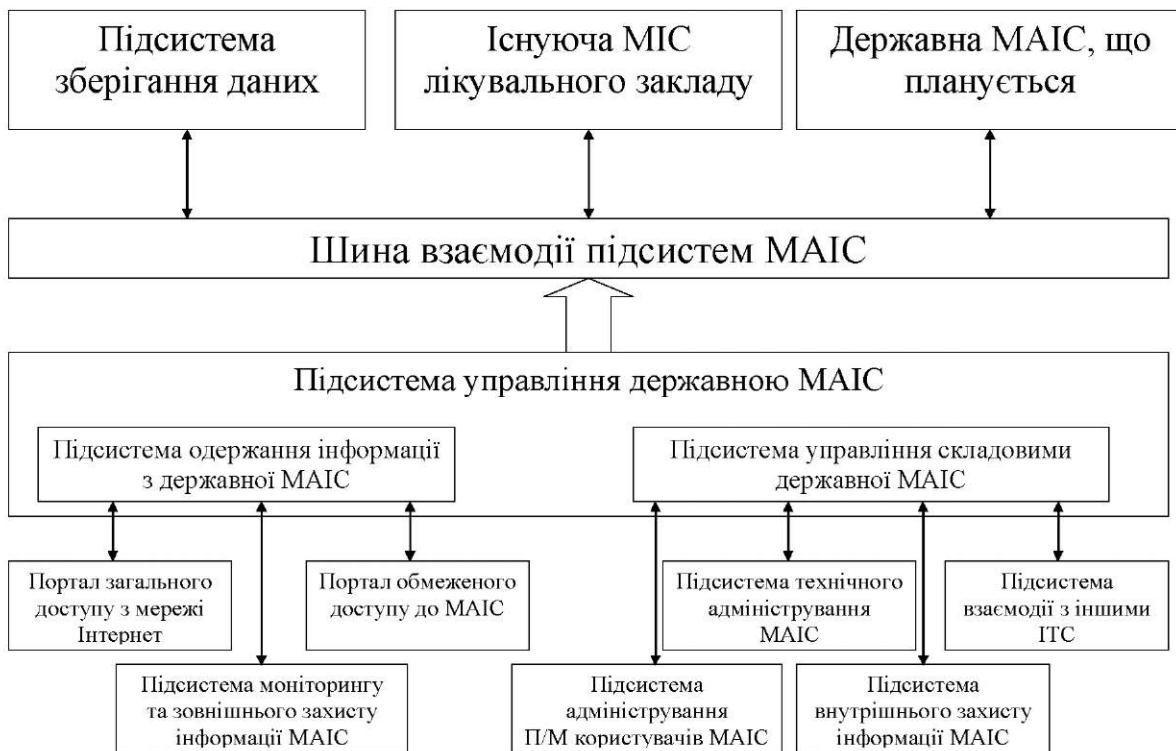 Підсистема
зберігання даних
Існуюча МІС
лікувального закладу
Державна МАІС, що
планується
Шина взаємодії підсистем МАІС
Підсистема управління державною МАІС
Підсистема одержання інформації
з державної МАІС
Підсистема управління складовими
державної МАІС
Портал загального
доступу з мережі
Інтернет
Портал обмеженого
доступу до МАІС
Підсистема технічного
адміністрування
МАІС
Підсистема
взаємодії з іншими
ІТС
Підсистема моніторингу
та зовнішнього захисту
інформації МАІС
Підсистема
адміністрування
П/М користувачів МАІС
Підсистема
внутрішнього захисту
інформації МАІС